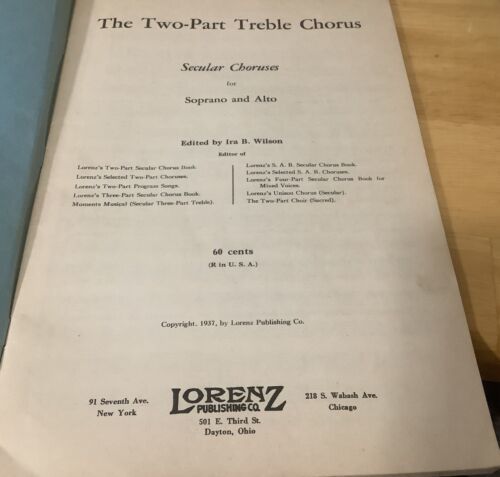 The Two-Part Treble Chorus
Secular Choruses
for
Soprano and Alto
Edited by Ira B. Wilson
Editor of
Lorenz's Two-Part Secular Chorus Book.
Lorenz's Selected Two-Part Choruses.
Lorenz's Two-Part Program Songs.
Lorenz's Three-Part Secular Chorus Book.
Moments Musical (Secular Three-Part Treble).
Lorenz's S. A. B. Secular Chorus Book.
Lorenz's Selected S. A. B. Choruses.
Lorenz's Four-Part Secular Chorus Book for
Mixed Voices.
Lorenz's Unison Chorus (Secular).
The Two-Part Choir (Sacred).
60 cents
(R in U. S. A.)
Copyright, 1937, by Lorenz Publishing Co.
91 Seventh Ave.
New York
LORENZ
PUBLISHING CO.
501 E. Third St.
Dayton, Ohio
218 S. Wabash Ave.
Chicago